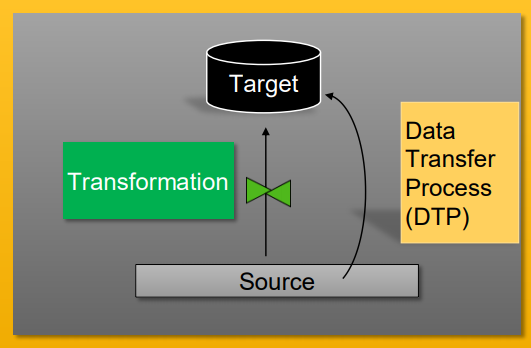 Target
Transformation
Data
Transfer
Process
(DTP)
Source